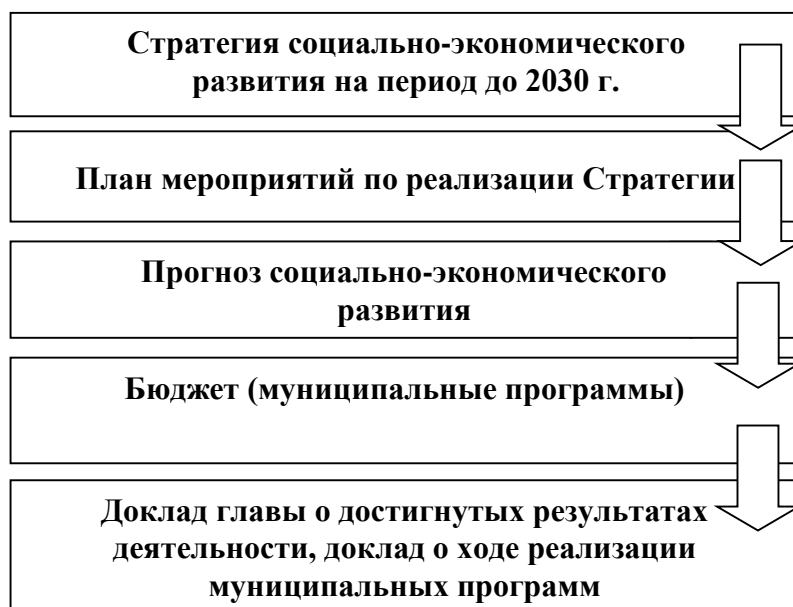 Стратегия социально-экономического
развития на период до 2030 г.
План мероприятий по реализации Стратегии
Прогноз социально-экономического
развития
Бюджет (муниципальные программы)
Доклад главы о достигнутых результатах
деятельности, доклад о ходе реализации
муниципальных программ